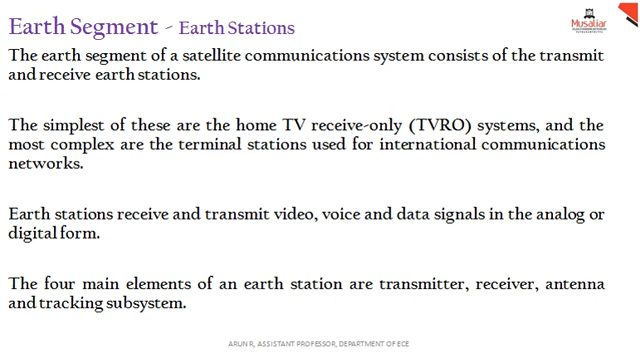 Earth Segment - Earth Stations
Musaliar
The earth segment of a satellite communications system consists of the transmit
and receive earth stations.
The simplest of these are the home TV receive-only (TVRO) systems, and the
most complex are the terminal stations used for international communications
networks.
Earth stations receive and transmit video, voice and data signals in the analog or
digital form.
The four main elements of an earth station are transmitter, receiver, antenna
and tracking subsystem.
ARUN R, ASSISTANT PROFESSOR, DEPARTMENT OF ECE